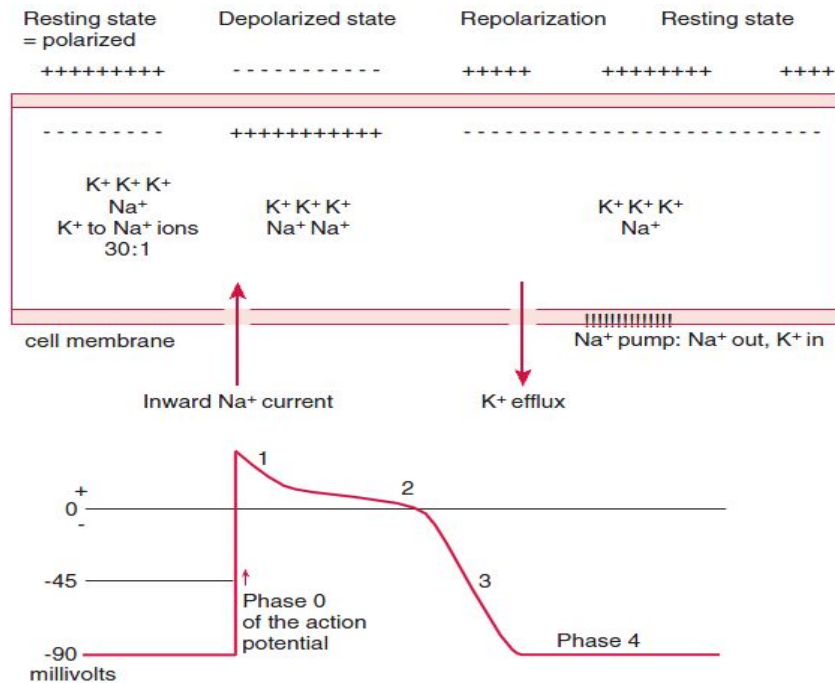 Resting state
= polarized
Depolarized state
Repolarization
Resting state
+++++++++
- - - - - - - - - - -
+++++
++++++++
++++
- - - - - - - - -
+++++++++++
- - - - - - - - - - - - - - - - - - - - - - - - - -
K⁺ K⁺ K⁺
Na⁺
K⁺ to Na⁺ ions
30:1
K⁺ K⁺ K⁺
Na⁺ Na⁺
K⁺ K⁺ K⁺
Na⁺
!!!!!!!!!!!!!!
cell membrane
Na⁺ pump: Na⁺ out, K⁺ in
Inward Na⁺ current
K⁺ efflux
1
2
+
0
-
-45
3
Phase 0
of the action
potential
Phase 4
-90
millivolts